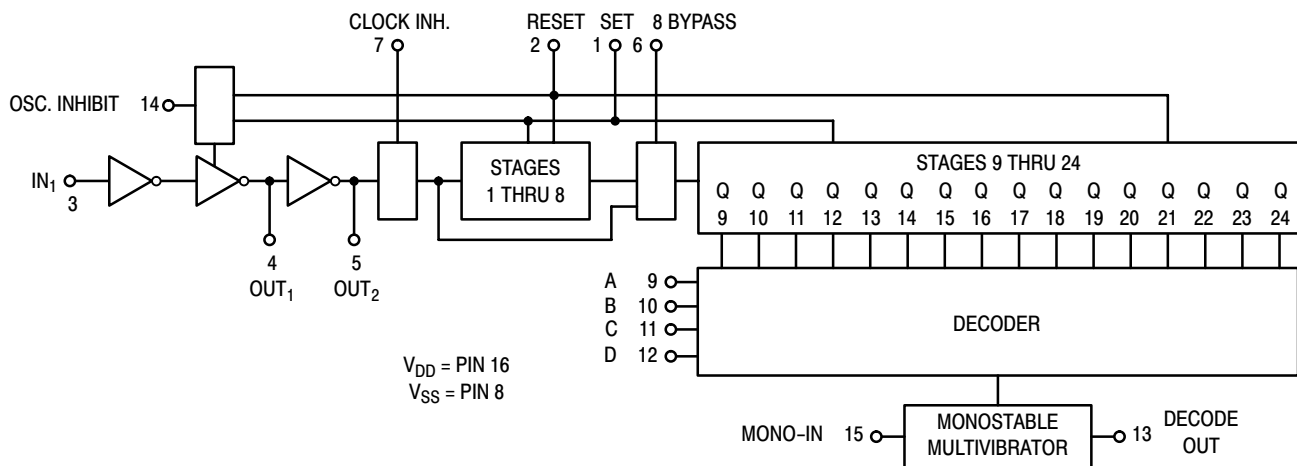 CLOCK INH. RESET SET 8 BYPASS
7 2 1 6
OSC. INHIBIT 14
IN1
3
STAGES
1 THRU 8
STAGES 9 THRU 24
Q Q Q Q Q Q Q Q Q Q Q Q Q Q Q Q
9 10 11 12 13 14 15 16 17 18 19 20 21 22 23 24
4 5
OUT1 OUT2
A 9
B 10
C 11
D 12
DECODER
VDD = PIN 16
VSS = PIN 8
MONO–IN 15
MONOSTABLE
MULTIVIBRATOR
13 DECODE
OUT